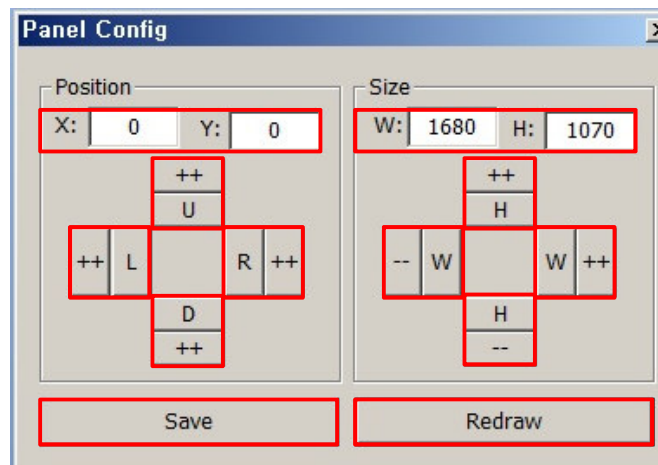 Panel Config
Position Size
X: 0 Y: 0 W: 1680 H: 1070
++ ++
U H
++ L R ++ -- W W ++
D H
++ --
Save Redraw